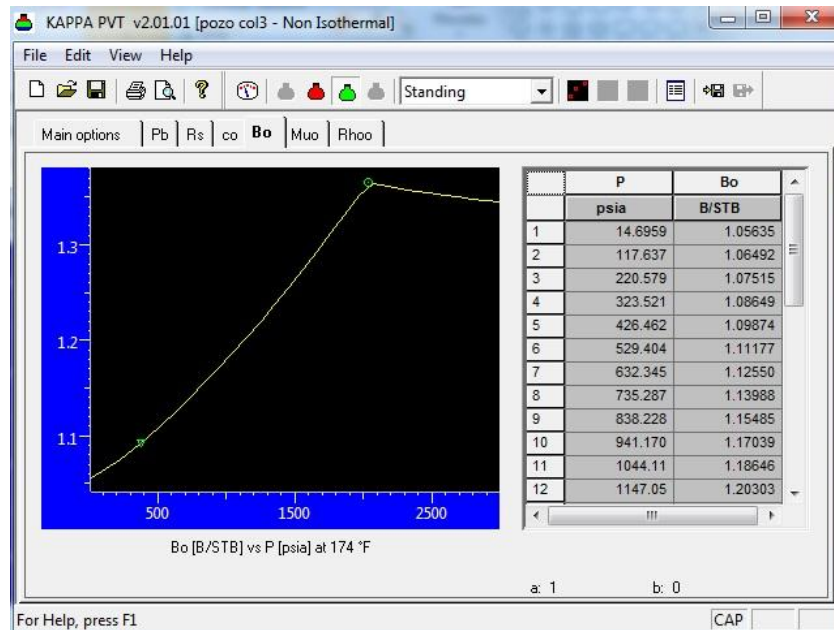 KAPPA PVT v2.01.01 [pozo col3 - Non Isothermal]
File Edit View Help
Standing
Main options Pb Rs co Bo Muo Rhoo
P Bo
psia B/STB
1 14.6959 1.05635
2 117.637 1.06492
3 220.579 1.07515
4 323.521 1.08649
5 426.462 1.09874
6 529.404 1.11177
7 632.345 1.12550
8 735.287 1.13988
9 838.228 1.15485
10 941.170 1.17039
11 1044.11 1.18646
12 1147.05 1.20303
1.3
1.2
1.1
500 1500 2500
Bo [B/STB] vs P [psia] at 174 °F
a: 1 b: 0
For Help, press F1 CAP